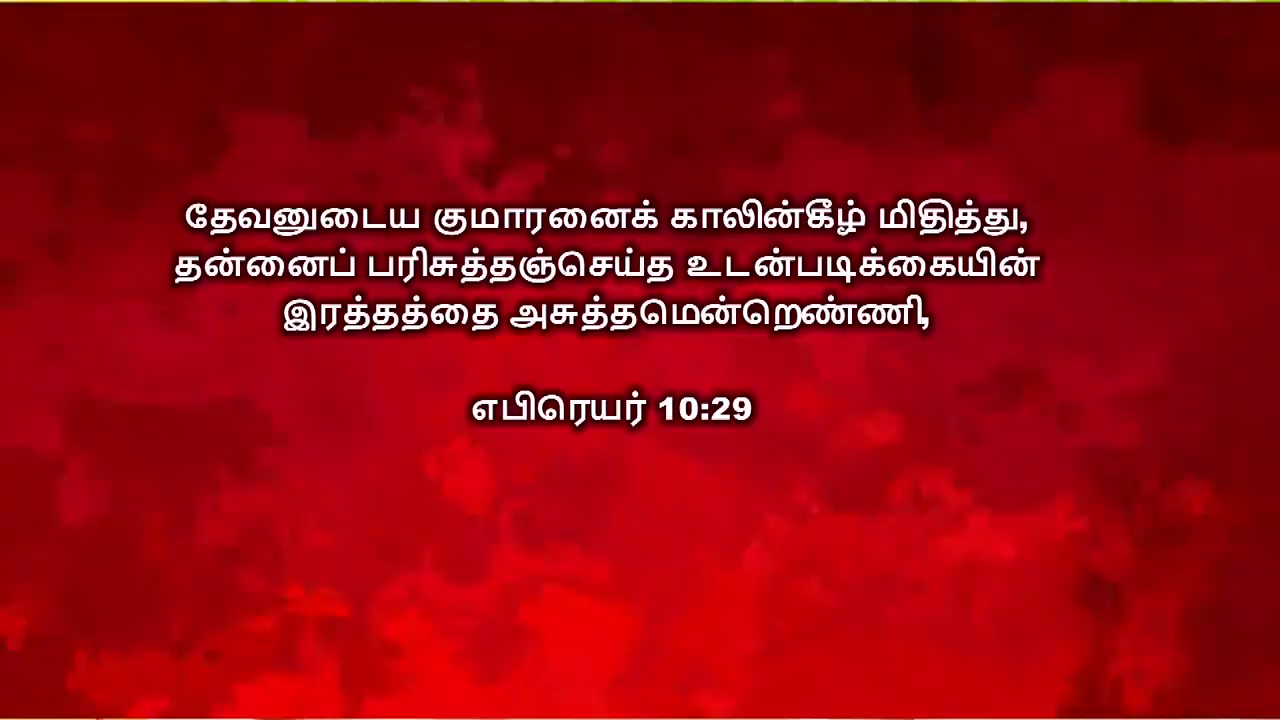 தேவனுடைய குமாரனைக் காலின்கீழ் மிதித்து,
தன்னைப் பரிசுத்தஞ்செய்த உடன்படிக்கையின்
இரத்தத்தை அசுத்தமென்றெண்ணி,
எபிரெயர் 10:29